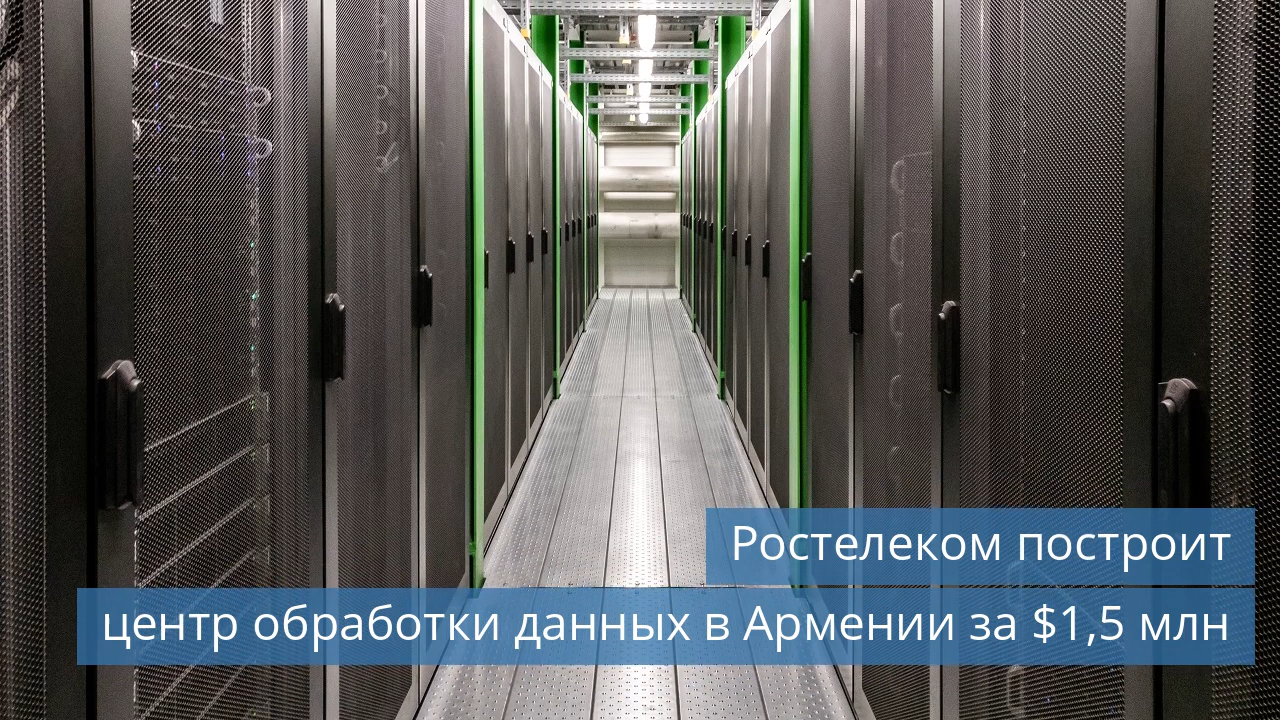 Ростелеком построит
центр обработки данных в Армении за $1,5 млн